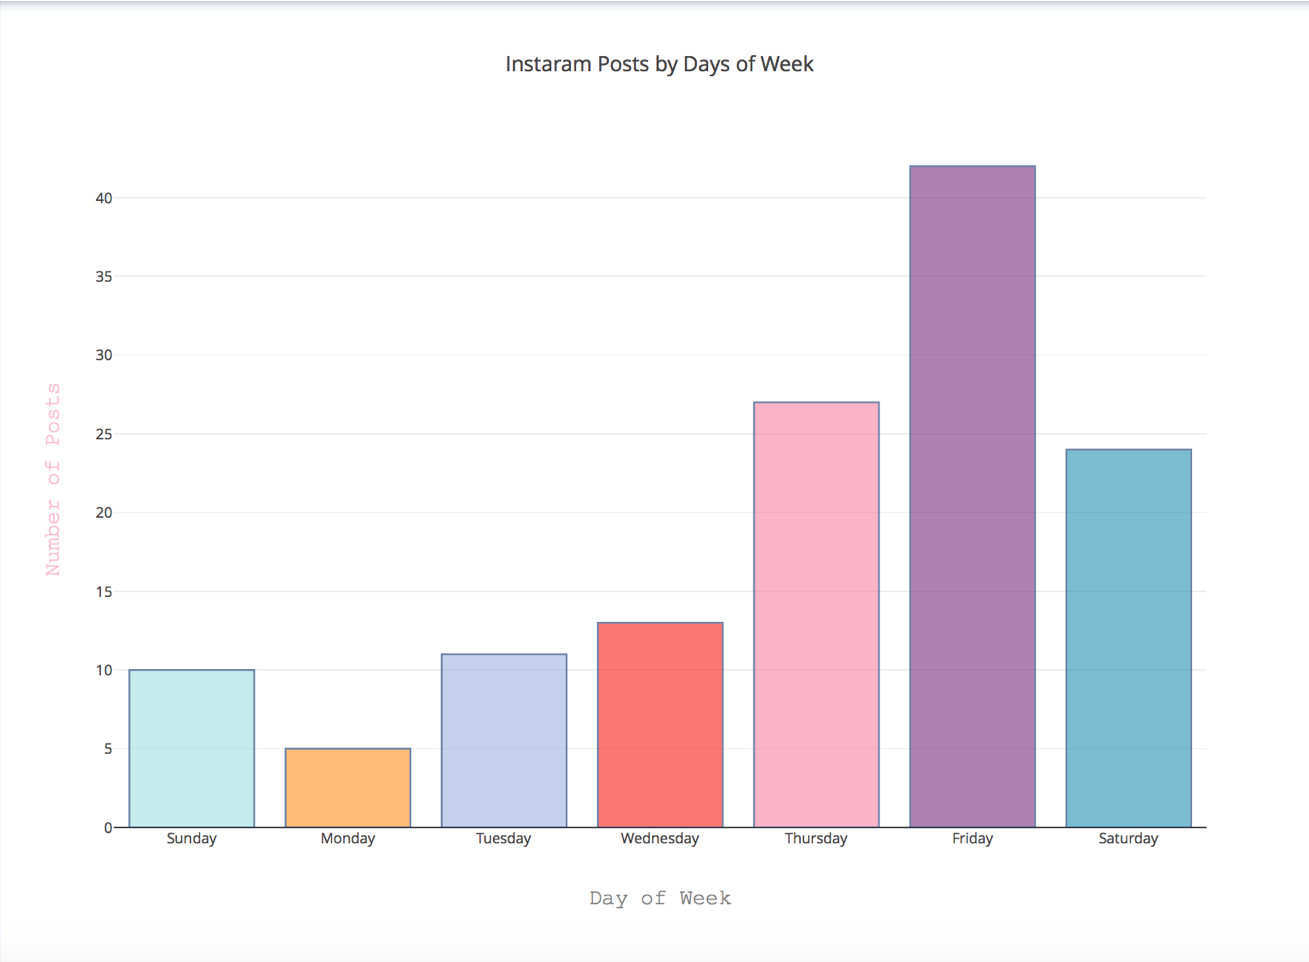 Instaram Posts by Days of Week
40
35
30
25
20
15
10
5
0
Number of Posts
Sunday Monday Tuesday Wednesday Thursday Friday Saturday
Day of Week